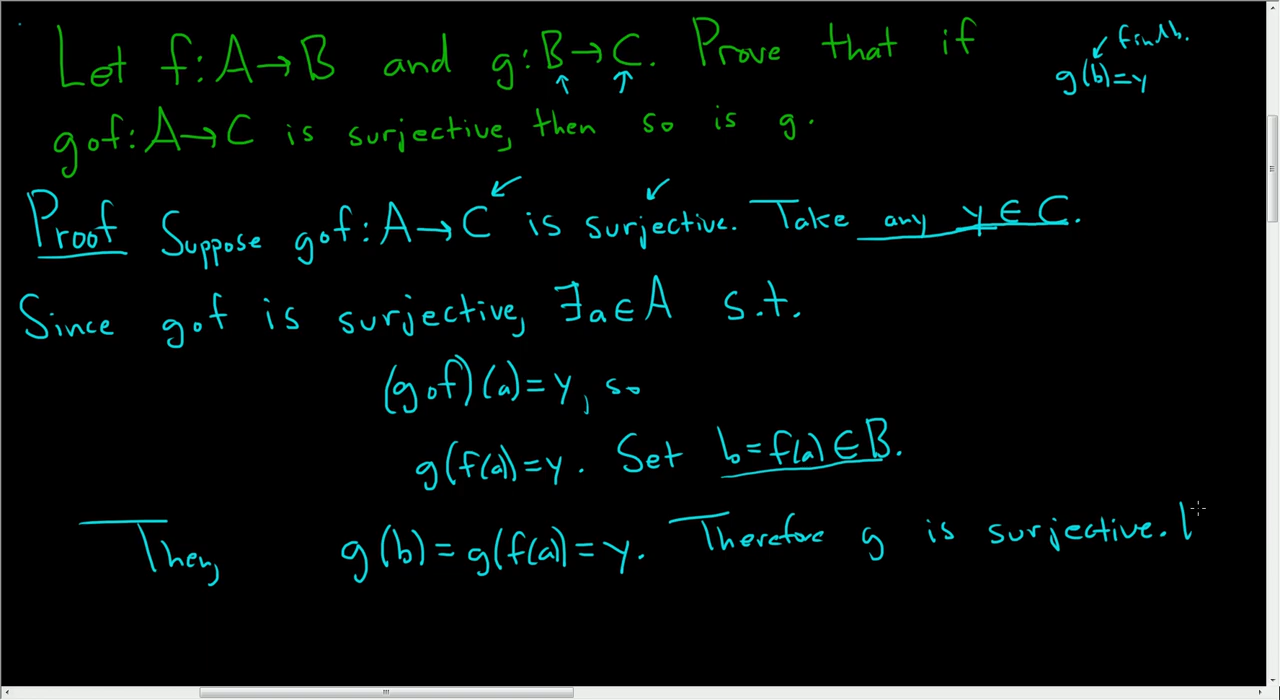 Let f: A→B and g: B→C. Prove that if
find b.
g(b)=y
g∘f: A→C is surjective, then so is g.
Proof Suppose g∘f: A→C is surjective. Take any y∈C.
Since g∘f is surjective, ∃a∈A s.t.
(g∘f)(a)=y, so
g(f(a))=y. Set b=f(a)∈B.
Then, g(b)=g(f(a))=y. Therefore g is surjective.